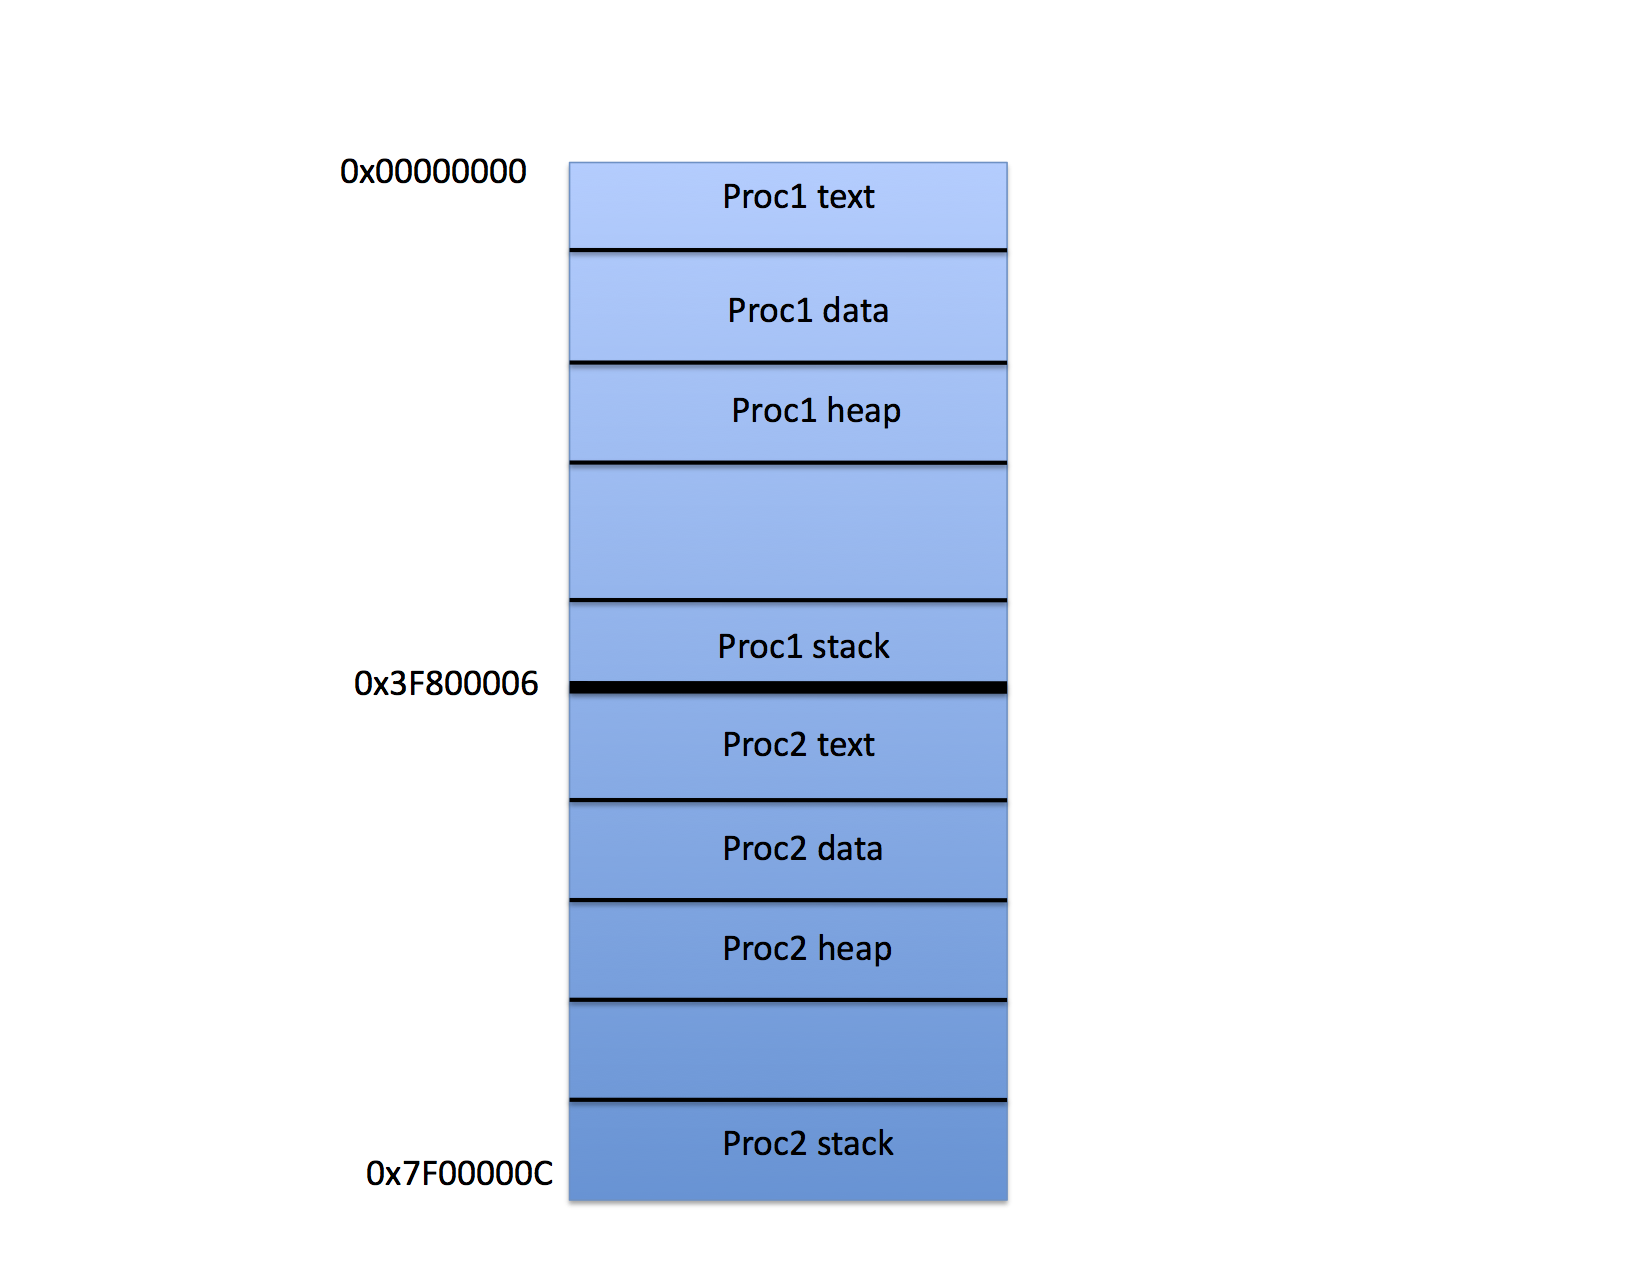 0x00000000
Proc1 text
Proc1 data
Proc1 heap
Proc1 stack
0x3F800006
Proc2 text
Proc2 data
Proc2 heap
Proc2 stack
0x7F00000C